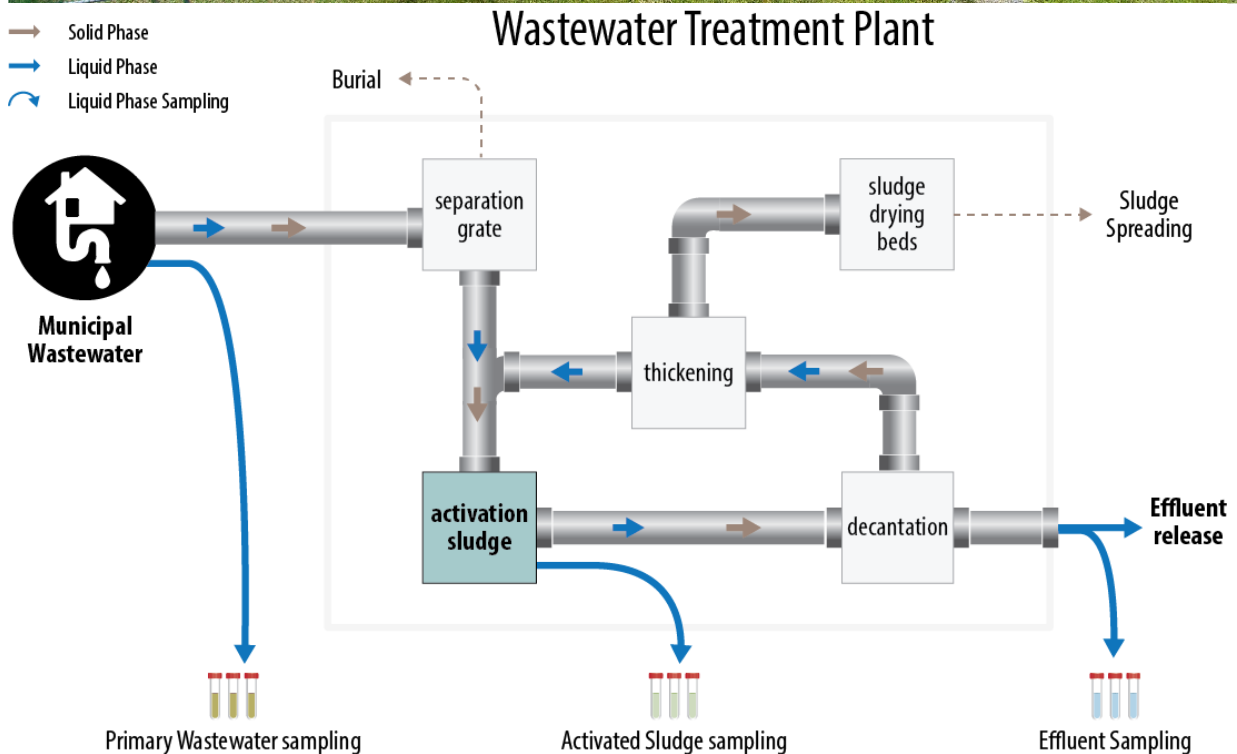 Wastewater Treatment Plant
Solid Phase
Liquid Phase
Liquid Phase Sampling
Burial
separation
grate
sludge
drying
beds
Sludge
Spreading
Municipal
Wastewater
thickening
activation
sludge
decantation
Effluent
release
Primary Wastewater sampling
Activated Sludge sampling
Effluent Sampling